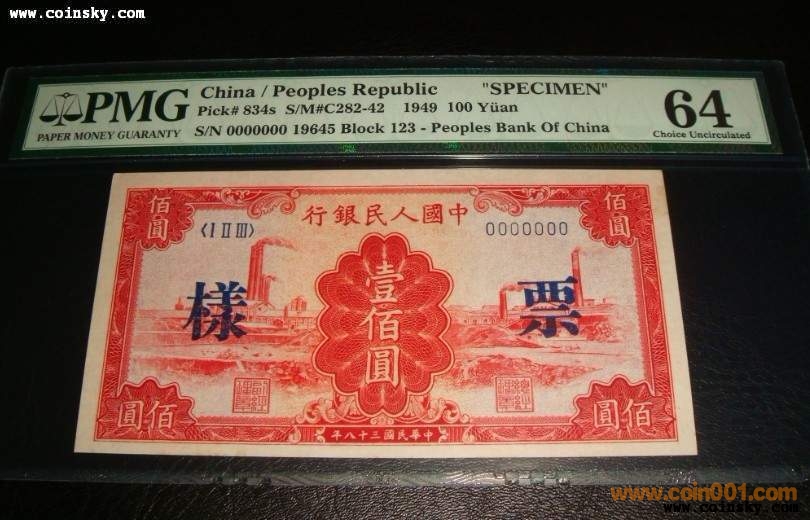 www.coinsky.com
www.coinsky.com
PMG
PAPER MONEY GUARANTY
China / Peoples Republic "SPECIMEN"
Pick# 834s S/M#C282-42 1949 100 Yüan
S/N 0000000 19645 Block 123 - Peoples Bank Of China
64
Choice Uncirculated
佰圓
行銀民人國中
佰圓
〈I II III〉
0000000
樣
壹佰圓
票
圓佰
年八十三國民華中
圓佰
www.coin001.com
www.coinsky.com